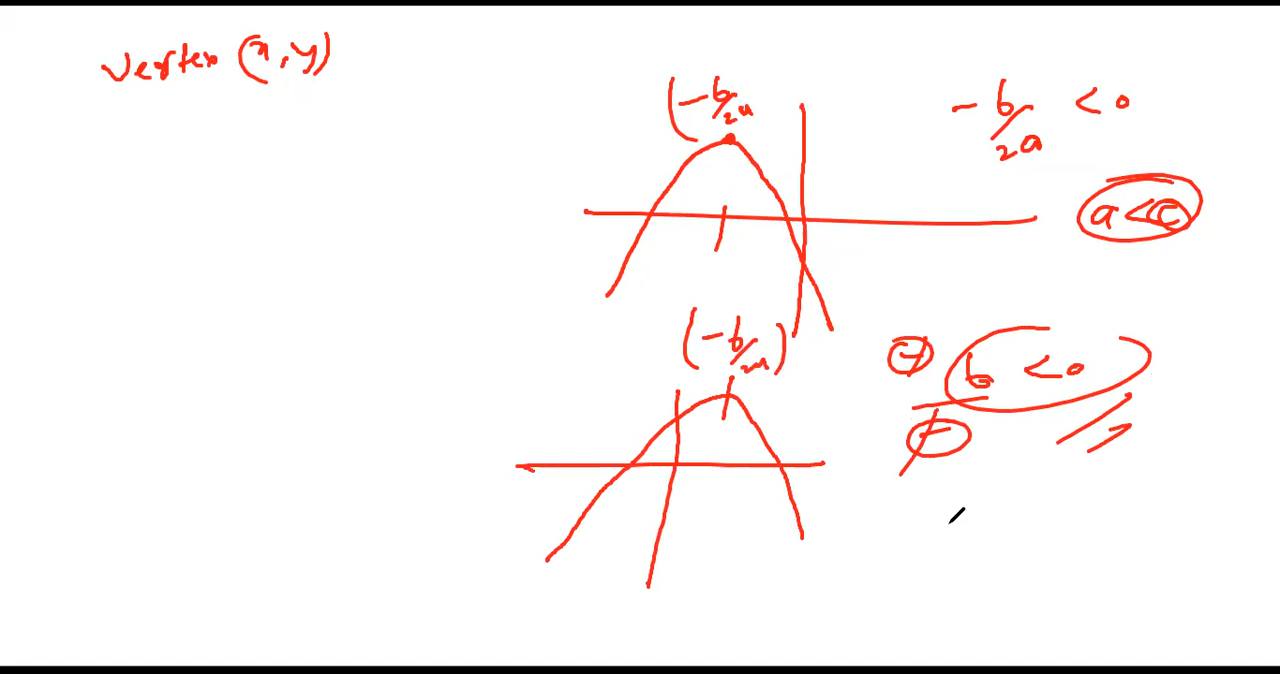 Vertex (x, y)
(-b/2a
-b/2a < 0
a < 0
(-b/2a)
b < 0